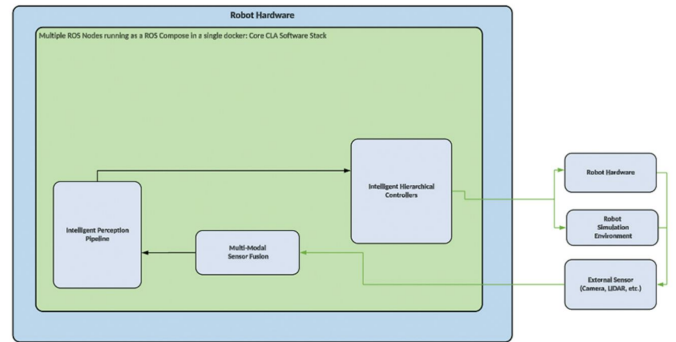 Robot Hardware
Multiple ROS Nodes running as a ROS Compose in a single docker: Core CLA Software Stack
Intelligent Hierarchical
Controllers
Robot Hardware
Intelligent Perception
Pipeline
Multi-Modal
Sensor Fusion
Robot
Simulation
Environment
External Sensor
(Camera, LIDAR, etc.)